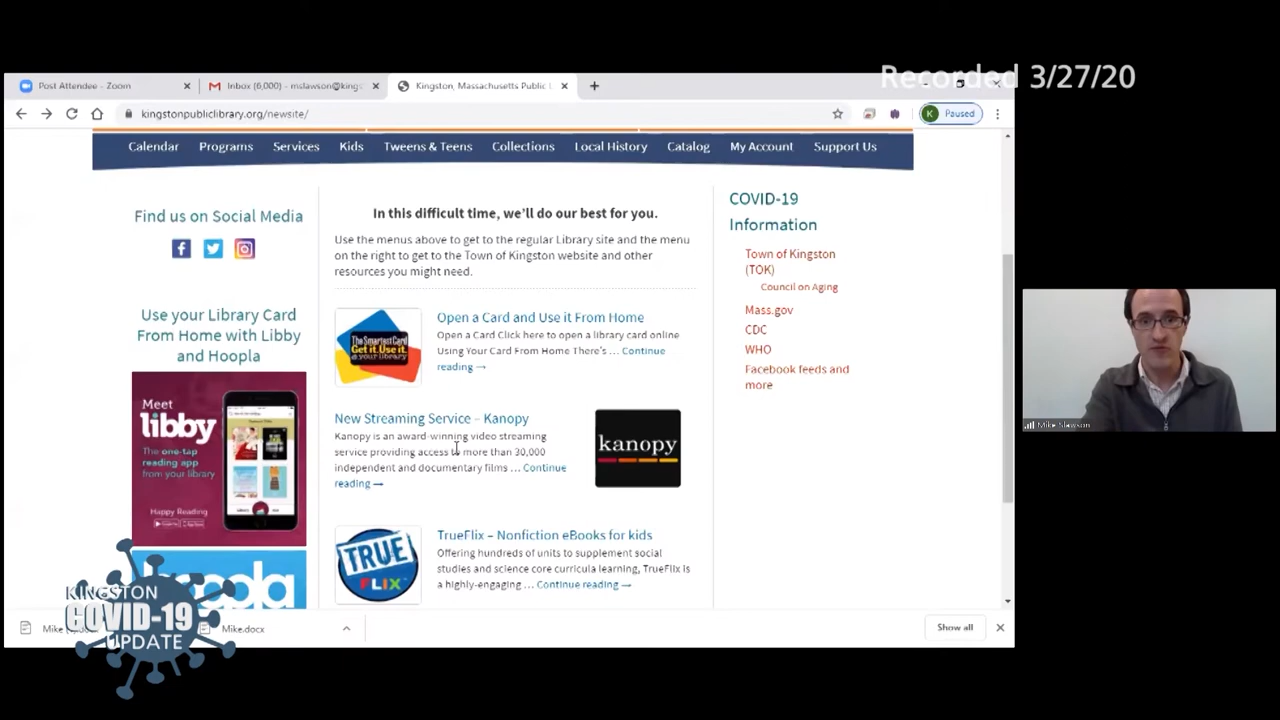 Recorded 3/27/20
Post Attendee - Zoom
Inbox (6,000) - mslawson@kings
Kingston, Massachusetts Public L
kingstonpubliclibrary.org/newsite/
K Paused
Calendar Programs Services Kids Tweens & Teens Collections Local History Catalog My Account Support Us
Find us on Social Media
Use your Library Card
From Home with Libby
and Hoopla
Meet
libby
The one-tap
reading app
from your library
Happy Reading
hoopla
In this difficult time, we'll do our best for you.
Use the menus above to get to the regular Library site and the menu
on the right to get to the Town of Kingston website and other
resources you might need.
The Smartest Card
Get it. Use it.
@ your library
Open a Card and Use it From Home
Open a Card Click here to open a library card online
Using Your Card From Home There's … Continue
reading →
New Streaming Service – Kanopy
Kanopy is an award-winning video streaming
service providing access to more than 30,000
independent and documentary films … Continue
reading →
kanopy
TRUE
FLIX
TrueFlix – Nonfiction eBooks for kids
Offering hundreds of units to supplement social
studies and science core curricula learning, TrueFlix is
a highly-engaging … Continue reading →
COVID-19
Information
Town of Kingston
(TOK)
Council on Aging
Mass.gov
CDC
WHO
Facebook feeds and
more
Mike Slawson
KINGSTON
COVID-19
UPDATE
Mike
Mike.docx
Show all